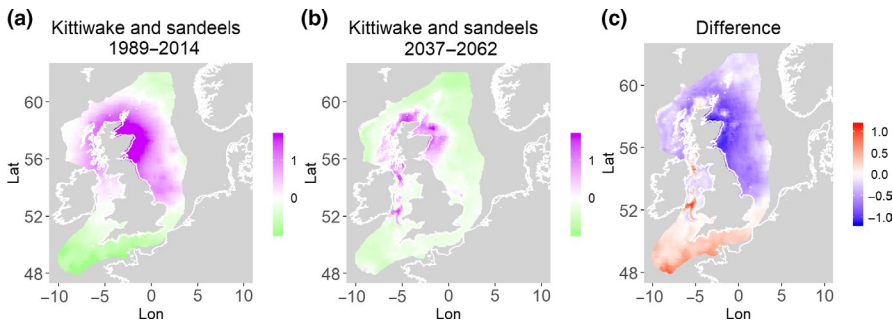 (a) Kittiwake and sandeels
1989–2014
(b) Kittiwake and sandeels
2037–2062
(c) Difference
Lat
60
56
52
48
−10 −5 0 5 10
Lon
1
0
Lat
60
56
52
48
−10 −5 0 5 10
Lon
1
0
Lat
60
56
52
48
−10 −5 0 5 10
Lon
1.0
0.5
0.0
−0.5
−1.0